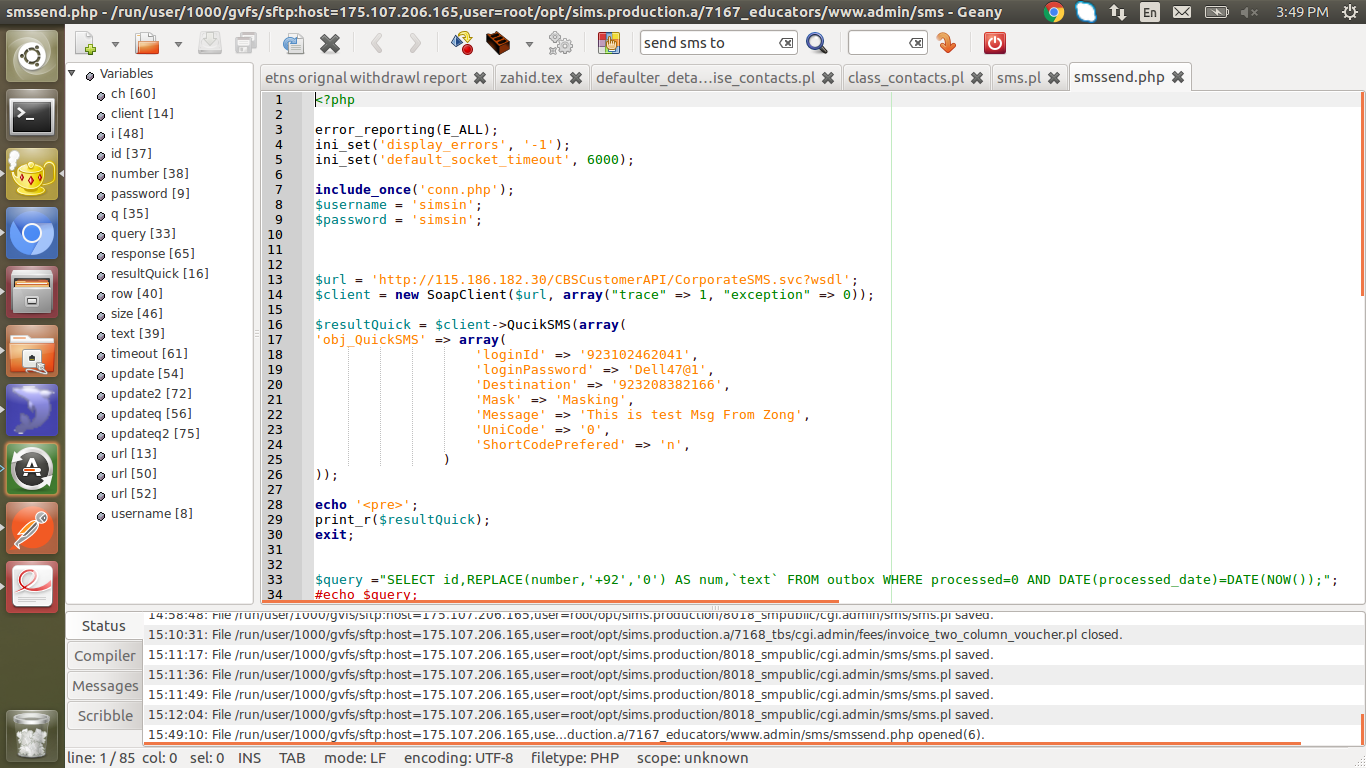 smssend.php - /run/user/1000/gvfs/sftp:host=175.107.206.165,user=root/opt/sims.production.a/7167_educators/www.admin/sms - Geany
En 3:49 PM
send sms to
etns orignal withdrawl report zahid.tex defaulter_deta...ise_contacts.pl class_contacts.pl sms.pl smssend.php
Variables
ch [60]
client [14]
i [48]
id [37]
number [38]
password [9]
q [35]
query [33]
response [65]
resultQuick [16]
row [40]
size [46]
text [39]
timeout [61]
update [54]
update2 [72]
updateq [56]
updateq2 [75]
url [13]
url [50]
url [52]
username [8]
1 <?php
2
3 error_reporting(E_ALL);
4 ini_set('display_errors', '-1');
5 ini_set('default_socket_timeout', 6000);
6
7 include_once('conn.php');
8 $username = 'simsin';
9 $password = 'simsin';
10
11
12
13 $url = 'http://115.186.182.30/CBSCustomerAPI/CorporateSMS.svc?wsdl';
14 $client = new SoapClient($url, array("trace" => 1, "exception" => 0));
15
16 $resultQuick = $client->QucikSMS(array(
17 'obj_QuickSMS' => array(
18 'loginId' => '923102462041',
19 'loginPassword' => 'Dell47@1',
20 'Destination' => '923208382166',
21 'Mask' => 'Masking',
22 'Message' => 'This is test Msg From Zong',
23 'UniCode' => '0',
24 'ShortCodePrefered' => 'n',
25 )
26 ));
27
28 echo '<pre>';
29 print_r($resultQuick);
30 exit;
31
32
33 $query ="SELECT id,REPLACE(number,'+92','0') AS num,`text` FROM outbox WHERE processed=0 AND DATE(processed_date)=DATE(NOW());";
34 #echo $query;
Status
Compiler
Messages
Scribble
14:58:48: File /run/user/1000/gvfs/sftp:host=175.107.206.165,user=root/opt/sims.production/8018_smpublic/cgi.admin/sms/sms.pl saved.
15:10:31: File /run/user/1000/gvfs/sftp:host=175.107.206.165,user=root/opt/sims.production.a/7168_tbs/cgi.admin/fees/invoice_two_column_voucher.pl closed.
15:11:17: File /run/user/1000/gvfs/sftp:host=175.107.206.165,user=root/opt/sims.production/8018_smpublic/cgi.admin/sms/sms.pl saved.
15:11:36: File /run/user/1000/gvfs/sftp:host=175.107.206.165,user=root/opt/sims.production/8018_smpublic/cgi.admin/sms/sms.pl saved.
15:11:49: File /run/user/1000/gvfs/sftp:host=175.107.206.165,user=root/opt/sims.production/8018_smpublic/cgi.admin/sms/sms.pl saved.
15:12:04: File /run/user/1000/gvfs/sftp:host=175.107.206.165,user=root/opt/sims.production/8018_smpublic/cgi.admin/sms/sms.pl saved.
15:49:10: File /run/user/1000/gvfs/sftp:host=175.107.206.165,use...duction.a/7167_educators/www.admin/sms/smssend.php opened(6).
line: 1 / 85 col: 0 sel: 0 INS TAB mode: LF encoding: UTF-8 filetype: PHP scope: unknown